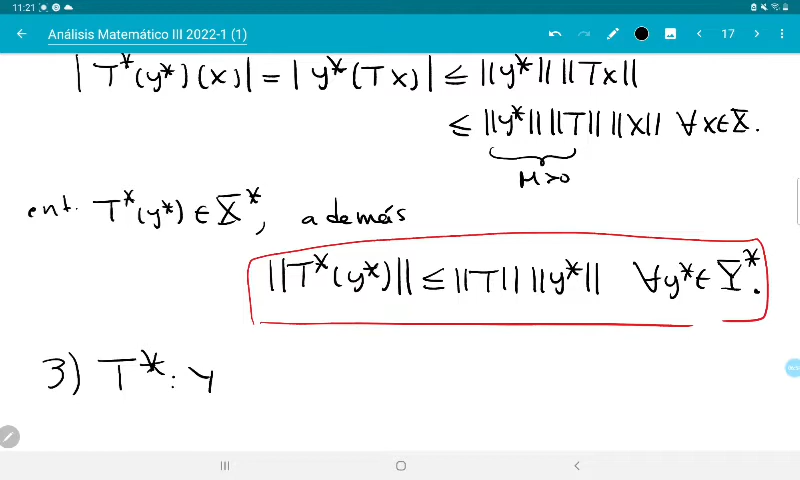 11:21
Análisis Matemático III 2022-1 (1)
17
| T*(y*)(x)| = | y*(Tx) | ≤ ||y*|| ||Tx||
≤ ||y*|| ||T|| ||x|| ∀x∈X.
M>0
ent. T*(y*) ∈ X*, además
||T*(y*)|| ≤ ||T|| ||y*|| ∀y*∈ Y*.
3) T*: Y